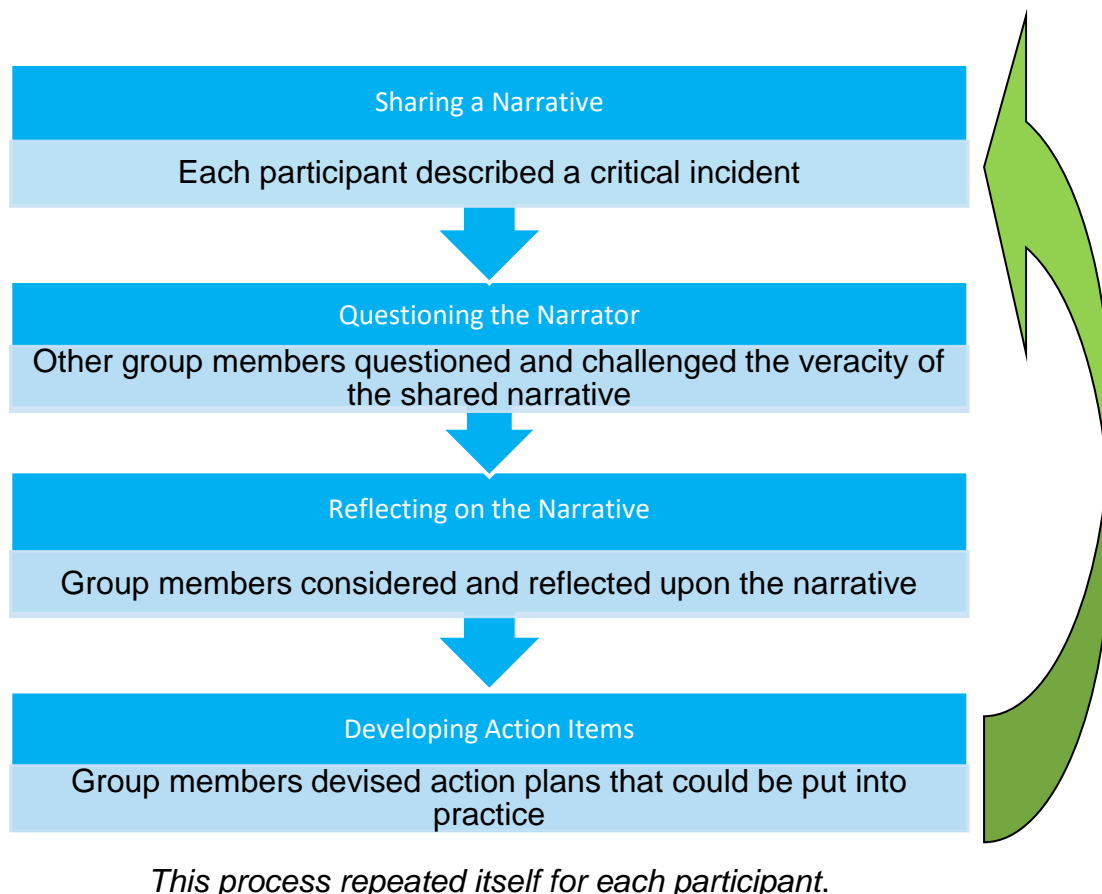 Sharing a Narrative
Each participant described a critical incident
Questioning the Narrator
Other group members questioned and challenged the veracity of
the shared narrative
Reflecting on the Narrative
Group members considered and reflected upon the narrative
Developing Action Items
Group members devised action plans that could be put into
practice
This process repeated itself for each participant.